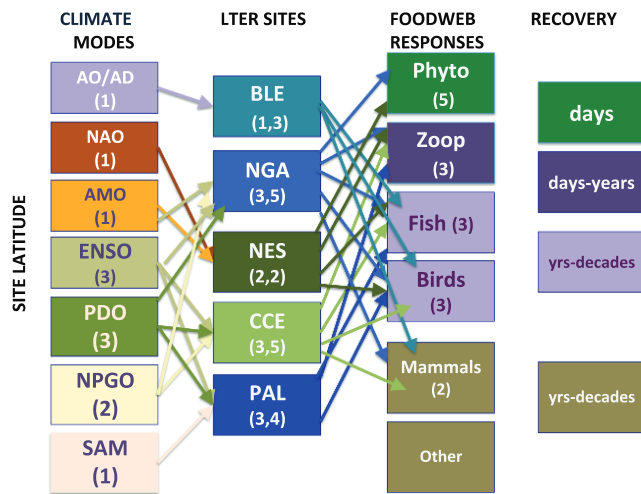 CLIMATE
MODES
LTER SITES
FOODWEB
RESPONSES
RECOVERY
SITE LATITUDE
AO/AD
(1)
NAO
(1)
AMO
(1)
ENSO
(3)
PDO
(3)
NPGO
(2)
SAM
(1)
BLE
(1,3)
NGA
(3,5)
NES
(2,2)
CCE
(3,5)
PAL
(3,4)
Phyto
(5)
Zoop
(3)
Fish (3)
Birds
(3)
Mammals
(2)
Other
days
days-years
yrs-decades
yrs-decades